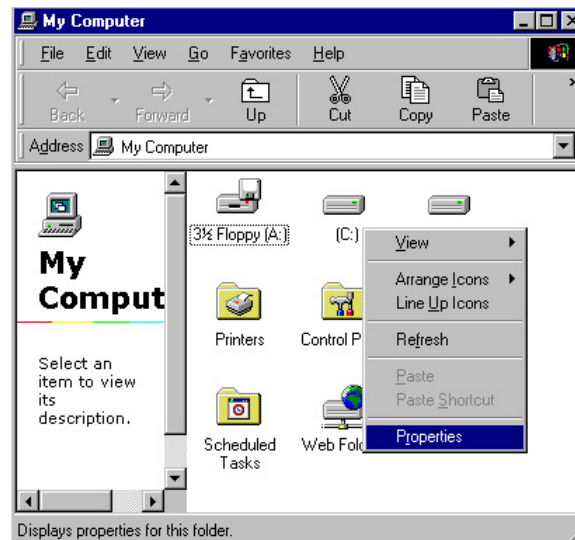 My Computer
File Edit View Go Favorites Help
Back Forward Up Cut Copy Paste
Address My Computer
My
Comput
Select an
item to view
its
description.
3½ Floppy (A:)
(C:)
Printers
Control P
Scheduled
Tasks
Web Fol
View
Arrange Icons
Line Up Icons
Refresh
Paste
Paste Shortcut
Properties
Displays properties for this folder.